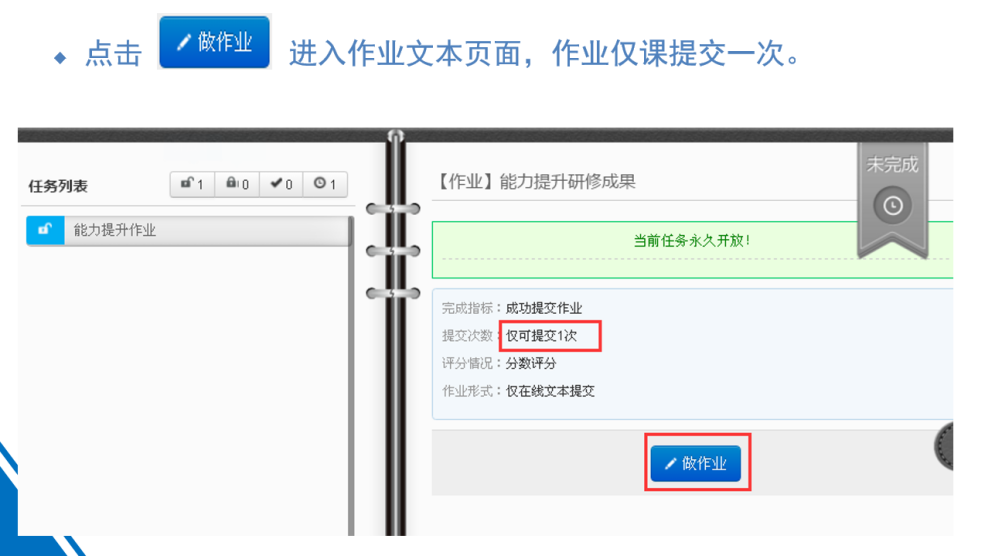 点击 做作业 进入作业文本页面，作业仅课提交一次。
未完成
任务列表 1 0 0 1
【作业】能力提升研修成果
能力提升作业
当前任务永久开放！
完成指标：成功提交作业
提交次数：仅可提交1次
评分情况：分数评分
作业形式：仅在线文本提交
做作业